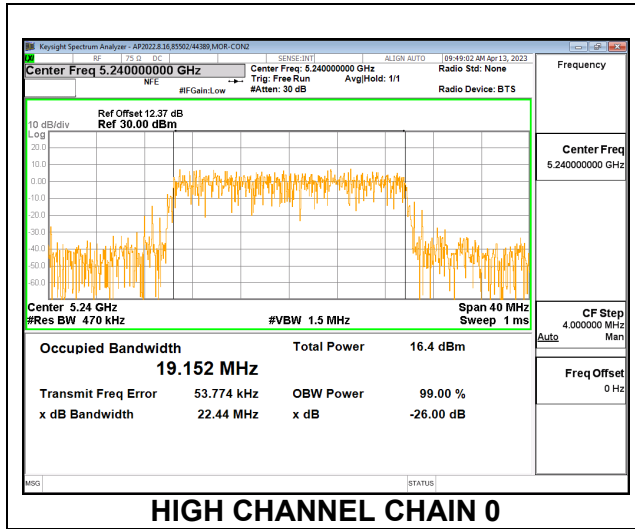 Keysight Spectrum Analyzer - AP2022.8.16,85502/44389,MOR-CON2
RF 75 Ω DC SENSE:INT ALIGN AUTO 09:49:02 AM Apr 13, 2023
Center Freq 5.240000000 GHz
NFE
#IFGain:Low
Center Freq: 5.240000000 GHz
Trig: Free Run Avg|Hold: 1/1
#Atten: 30 dB
Radio Std: None
Radio Device: BTS
Frequency
Ref Offset 12.37 dB
10 dB/div Ref 30.00 dBm
Log
20.0
10.0
0.00
-10.0
-20.0
-30.0
-40.0
-50.0
-60.0
Center 5.24 GHz Span 40 MHz
#Res BW 470 kHz #VBW 1.5 MHz Sweep 1 ms
Occupied Bandwidth Total Power 16.4 dBm
19.152 MHz
Transmit Freq Error 53.774 kHz OBW Power 99.00 %
x dB Bandwidth 22.44 MHz x dB -26.00 dB
Center Freq
5.240000000 GHz
CF Step
4.000000 MHz
Auto Man
Freq Offset
0 Hz
MSG STATUS
HIGH CHANNEL CHAIN 0